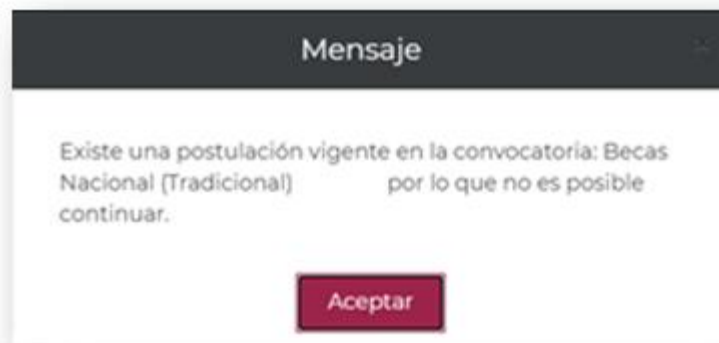 Mensaje
Existe una postulación vigente en la convocatoria: Becas
Nacional (Tradicional) por lo que no es posible
continuar.
Aceptar